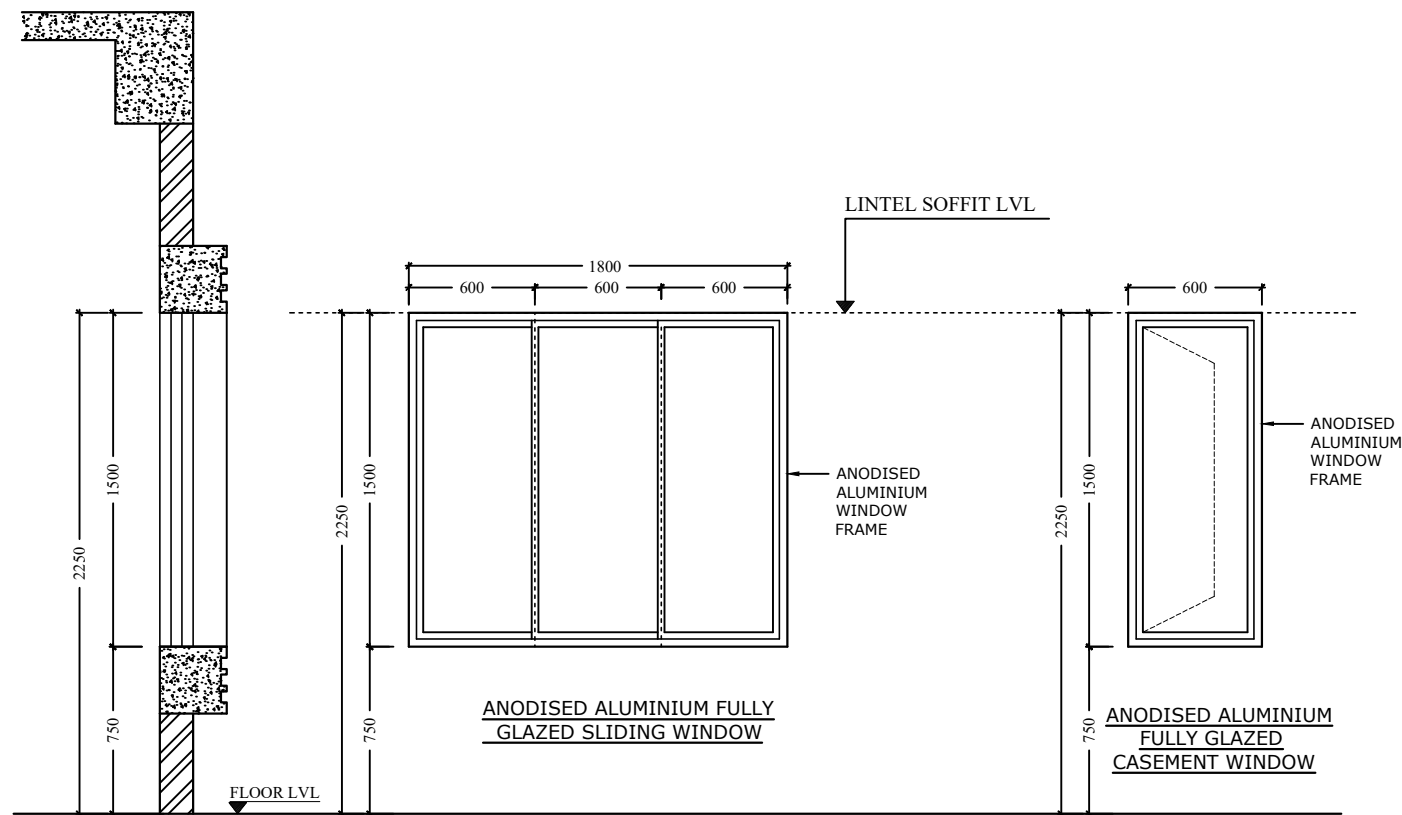 LINTEL SOFFIT LVL
1800
600
600
600
600
1500
2250
2250
1500
2250
1500
ANODISED
ALUMINIUM
WINDOW
FRAME
ANODISED
ALUMINIUM
WINDOW
FRAME
750
750
750
ANODISED ALUMINIUM FULLY
GLAZED SLIDING WINDOW
ANODISED ALUMINIUM
FULLY GLAZED
CASEMENT WINDOW
FLOOR LVL